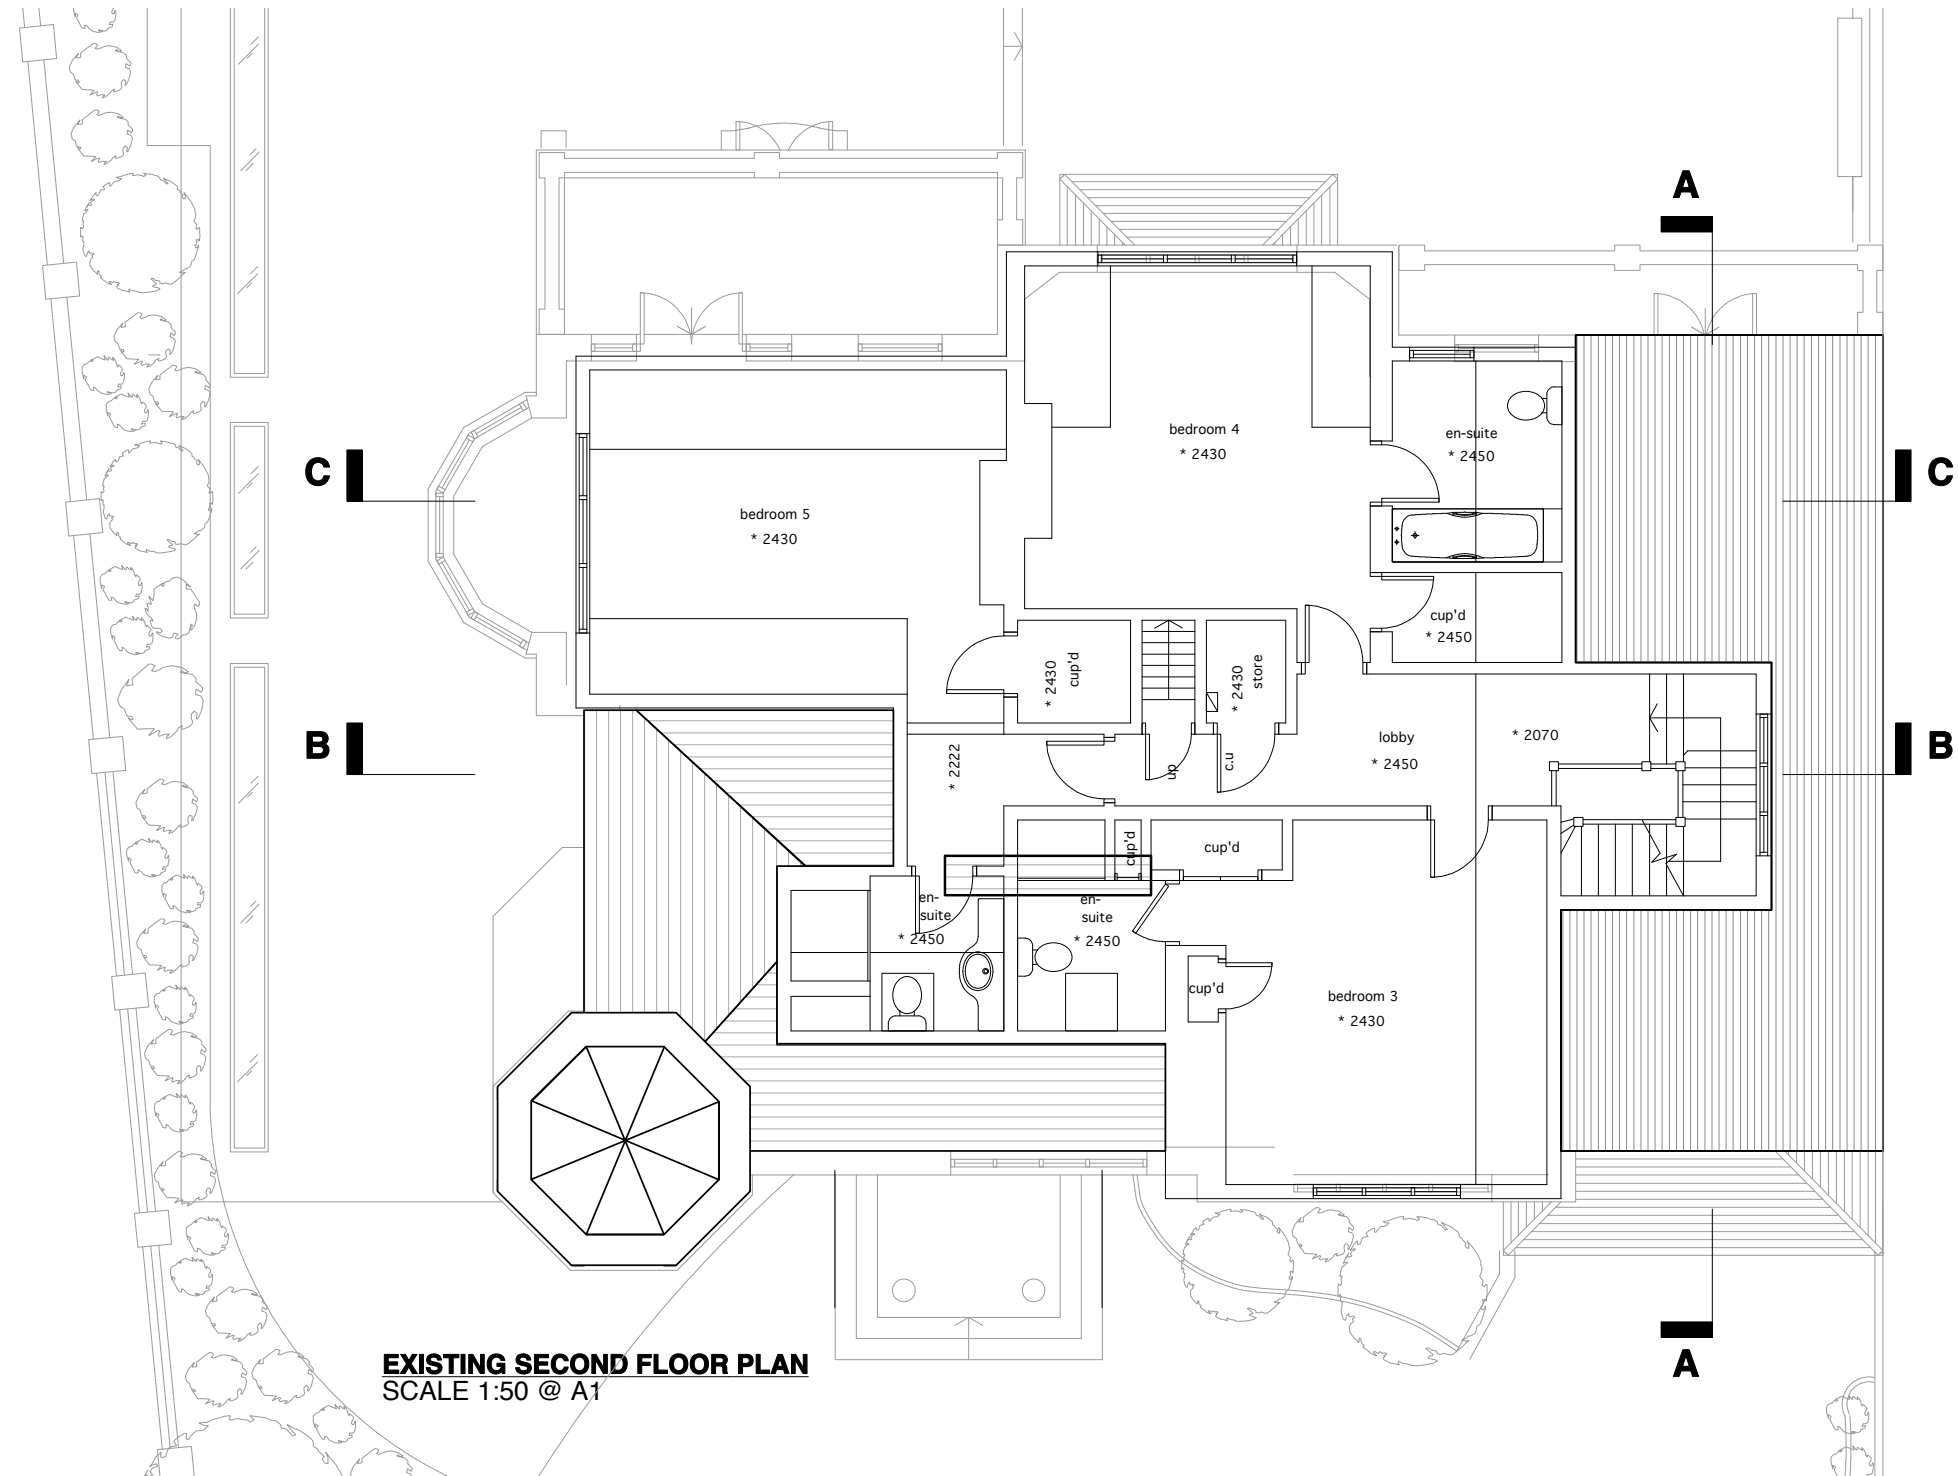 A
bedroom 4
* 2430
en-suite
* 2450
C
C
bedroom 5
* 2430
cup'd
* 2450
* 2430
cup'd
* 2430
store
B
B
lobby
* 2450
* 2070
* 2222
up
c.u
cup'd
cup'd
en-
suite
* 2450
en-
suite
* 2450
cup'd
bedroom 3
* 2430
A
EXISTING SECOND FLOOR PLAN
SCALE 1:50 @ A1